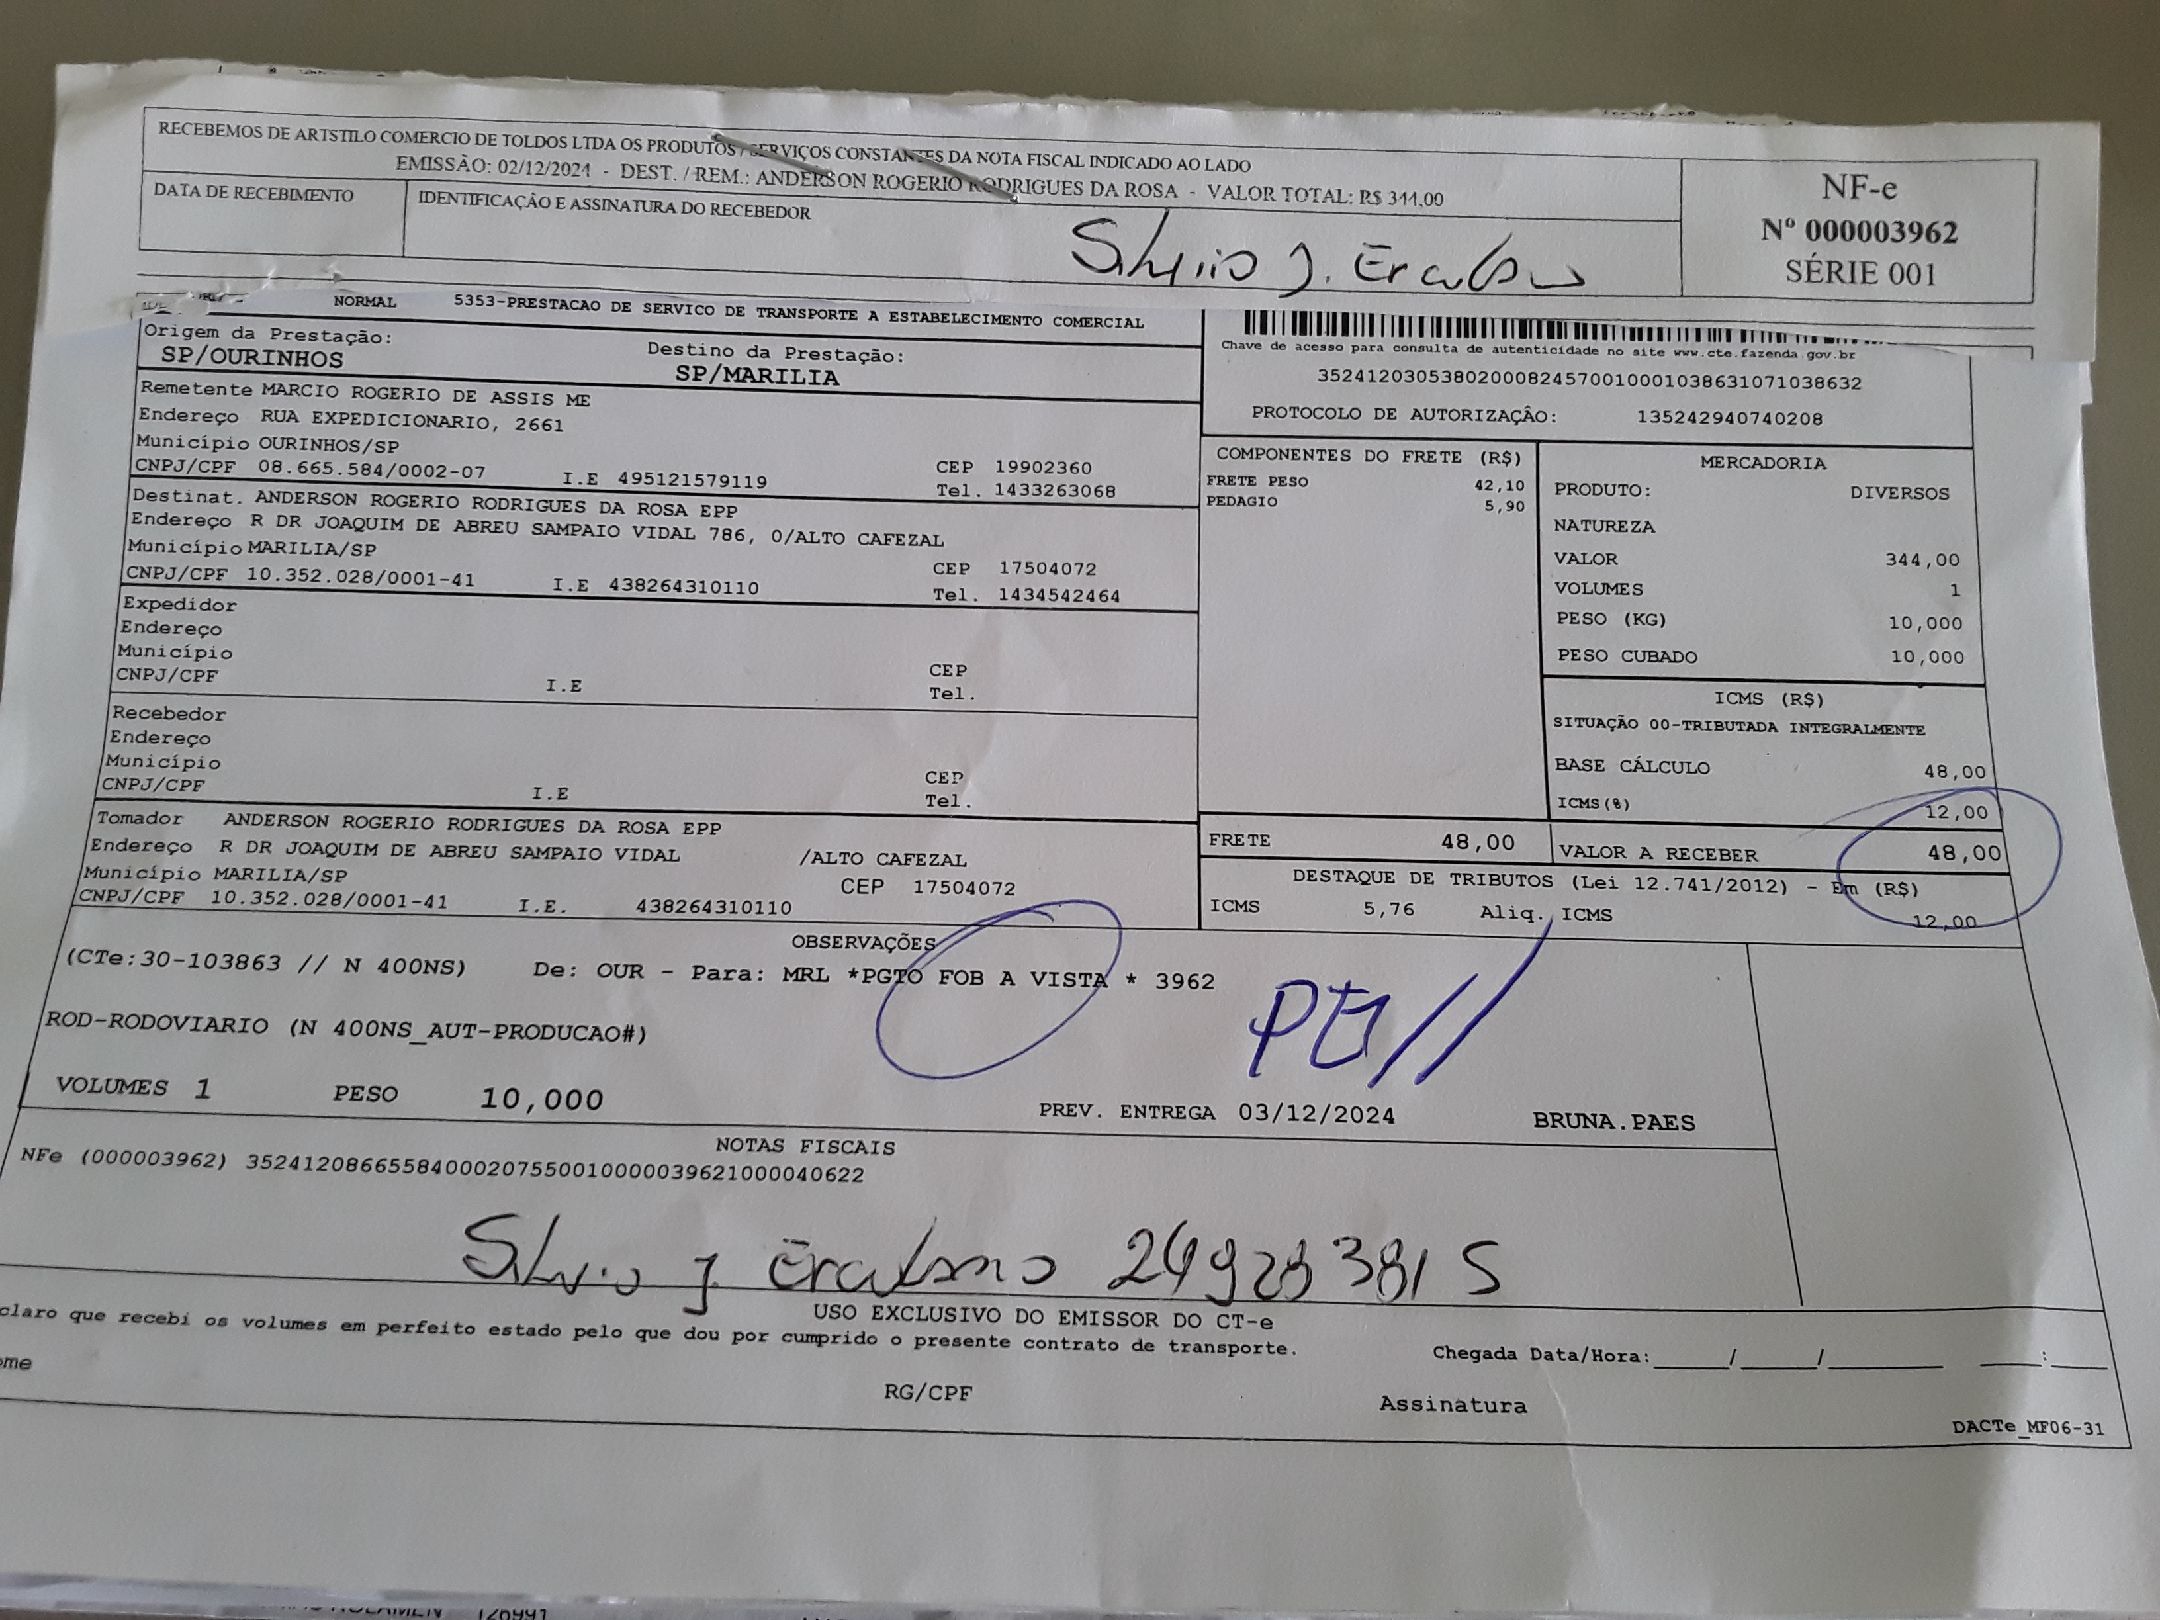 RECEBEMOS DE ARTSTILO COMERCIO DE TOLDOS LTDA OS PRODUTOS / SERVIÇOS CONSTANTES DA NOTA FISCAL INDICADO AO LADO
EMISSÃO: 02/12/2024 - DEST. / REM.: ANDERSON ROGERIO RODRIGUES DA ROSA - VALOR TOTAL: R$ 344,00
DATA DE RECEBIMENTO
IDENTIFICAÇÃO E ASSINATURA DO RECEBEDOR
NF-e
Nº 000003962
SÉRIE 001
NORMAL 5353-PRESTACAO DE SERVICO DE TRANSPORTE A ESTABELECIMENTO COMERCIAL
Origem da Prestação:
SP/OURINHOS
Destino da Prestação:
SP/MARILIA
Chave de acesso para consulta de autenticidade no site www.cte.fazenda.gov.br
35241203053802000824570010001038631071038632
PROTOCOLO DE AUTORIZAÇÃO: 135242940740208
Remetente MARCIO ROGERIO DE ASSIS ME
Endereço RUA EXPEDICIONARIO, 2661
Município OURINHOS/SP
CNPJ/CPF 08.665.584/0002-07 I.E 495121579119
CEP 19902360
Tel. 1433263068
Destinat. ANDERSON ROGERIO RODRIGUES DA ROSA EPP
Endereço R DR JOAQUIM DE ABREU SAMPAIO VIDAL 786, 0/ALTO CAFEZAL
Município MARILIA/SP
CNPJ/CPF 10.352.028/0001-41 I.E 438264310110
CEP 17504072
Tel. 1434542464
Expedidor
Endereço
Município
CNPJ/CPF I.E
CEP
Tel.
Recebedor
Endereço
Município
CNPJ/CPF I.E
CEP
Tel.
Tomador ANDERSON ROGERIO RODRIGUES DA ROSA EPP
Endereço R DR JOAQUIM DE ABREU SAMPAIO VIDAL /ALTO CAFEZAL
Município MARILIA/SP CEP 17504072
CNPJ/CPF 10.352.028/0001-41 I.E. 438264310110
COMPONENTES DO FRETE (R$)
FRETE PESO 42,10
PEDAGIO 5,90
MERCADORIA
PRODUTO: DIVERSOS
NATUREZA
VALOR 344,00
VOLUMES 1
PESO (KG) 10,000
PESO CUBADO 10,000
ICMS (R$)
SITUAÇÃO 00-TRIBUTADA INTEGRALMENTE
BASE CÁLCULO 48,00
ICMS(%) 12,00
FRETE 48,00
VALOR A RECEBER 48,00
DESTAQUE DE TRIBUTOS (Lei 12.741/2012) - Em (R$)
ICMS 5,76 Aliq. ICMS 12,00
OBSERVAÇÕES
(CTe:30-103863 // N 400NS) De: OUR - Para: MRL *PGTO FOB A VISTA * 3962
ROD-RODOVIARIO (N 400NS_AUT-PRODUCAO#)
VOLUMES 1 PESO 10,000
PREV. ENTREGA 03/12/2024 BRUNA.PAES
NOTAS FISCAIS
NFe (000003962) 35241208665584000207550010000039621000040622
USO EXCLUSIVO DO EMISSOR DO CT-e
claro que recebi os volumes em perfeito estado pelo que dou por cumprido o presente contrato de transporte.
Chegada Data/Hora:_____/_____/_______ ____:____
ome
RG/CPF
Assinatura
DACTe_MF06-31